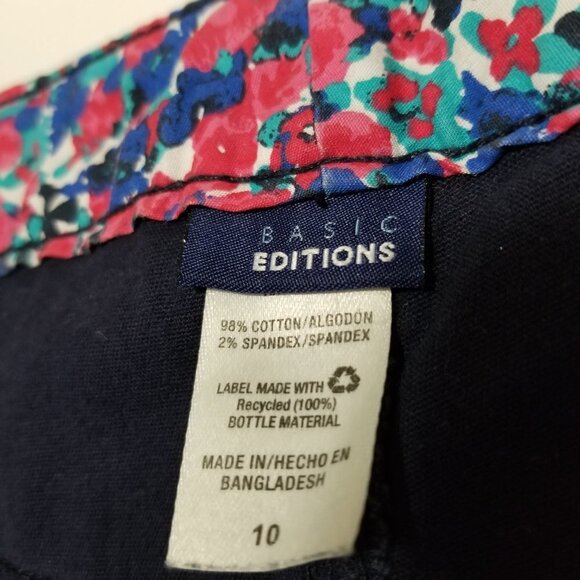 BASIC
EDITIONS
98% COTTON/ALGODON
2% SPANDEX/SPANDEX
LABEL MADE WITH
Recycled (100%)
BOTTLE MATERIAL
MADE IN/HECHO EN
BANGLADESH
10